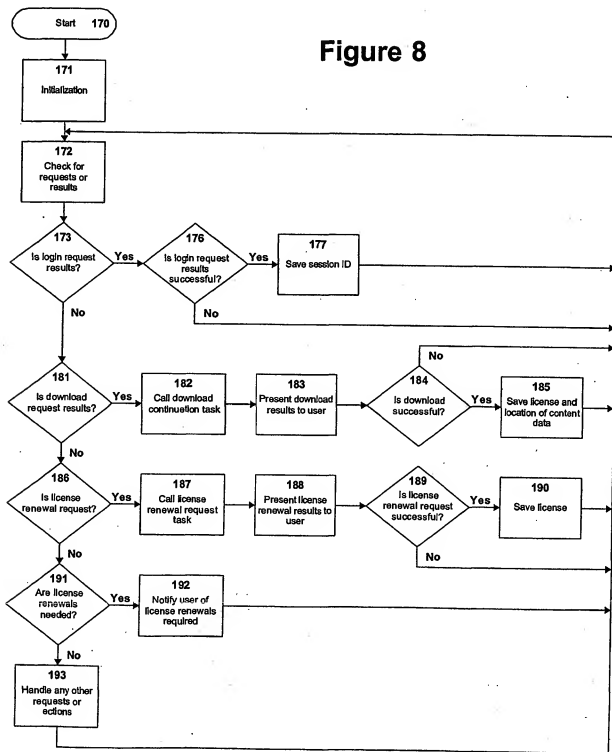 Start 170
Figure 8
171
Initialization
172
Check for
requests or
results
173
Is login request
results?
Yes
176
Is login request
results
successful?
Yes
177
Save session ID
No
No
No
181
Is download
request results?
Yes
182
Call download
continuetion task
183
Present download
results to user
184
Is download
successful?
Yes
185
Save license and
location of content
data
No
186
Is license
renewal request?
Yes
187
Call license
renewal request
task
188
Present license
renewal results to
user
189
Is license
renewal request
successful?
Yes
190
Save license
No
No
191
Are license
renewals
needed?
Yes
192
Notify user of
license renewals
required
No
193
Handle any other
requests or
ections